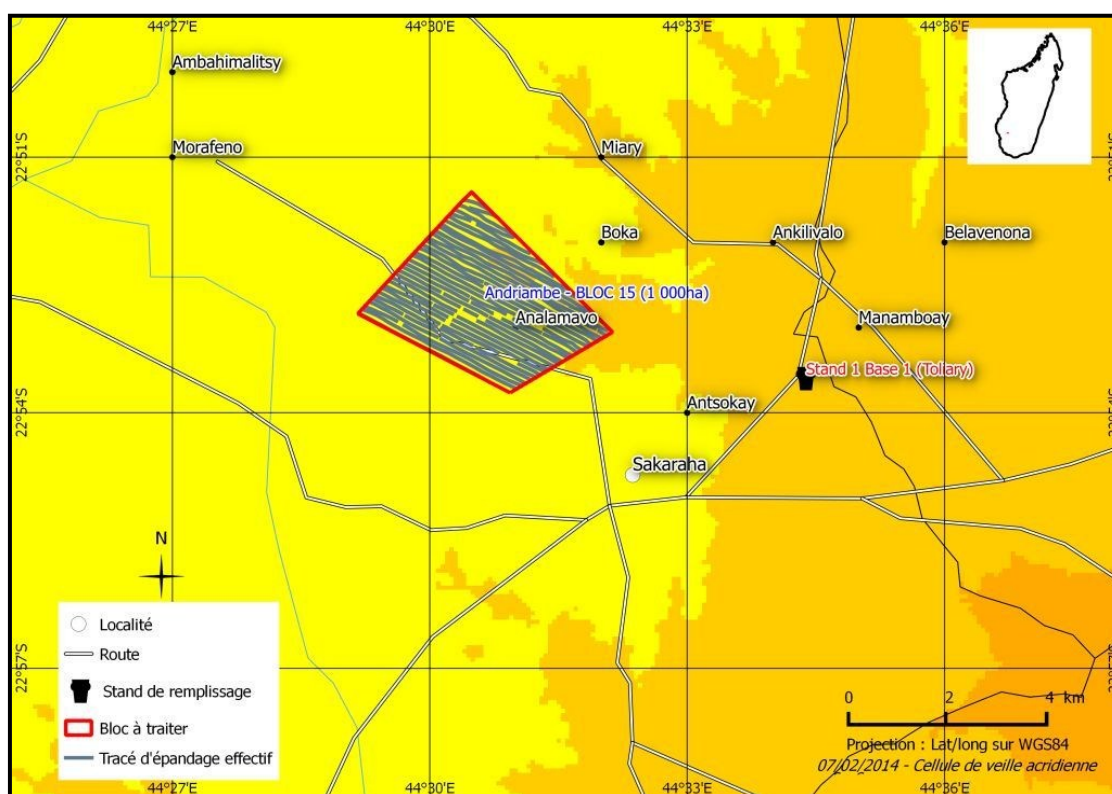 44°27'E
44°30'E
44°33'E
44°36'E
Ambahimalitsy
22°51'S
Morafeno
Miary
Boka
Ankilivalo
Belavenona
Andriambe - BLOC 15 (1 000ha)
Analamavo
Manamboay
Stand 1 Base 1 (Toliary)
22°54'S
Antsokay
Sakaraha
N
Localité
Route
Stand de remplissage
Bloc à traiter
Tracé d'épandage effectif
22°57'S
0 2 4 km
Projection : Lat/long sur WGS84
07/02/2014 - Cellule de veille acridienne
44°27'E
44°30'E
44°33'E
44°36'E